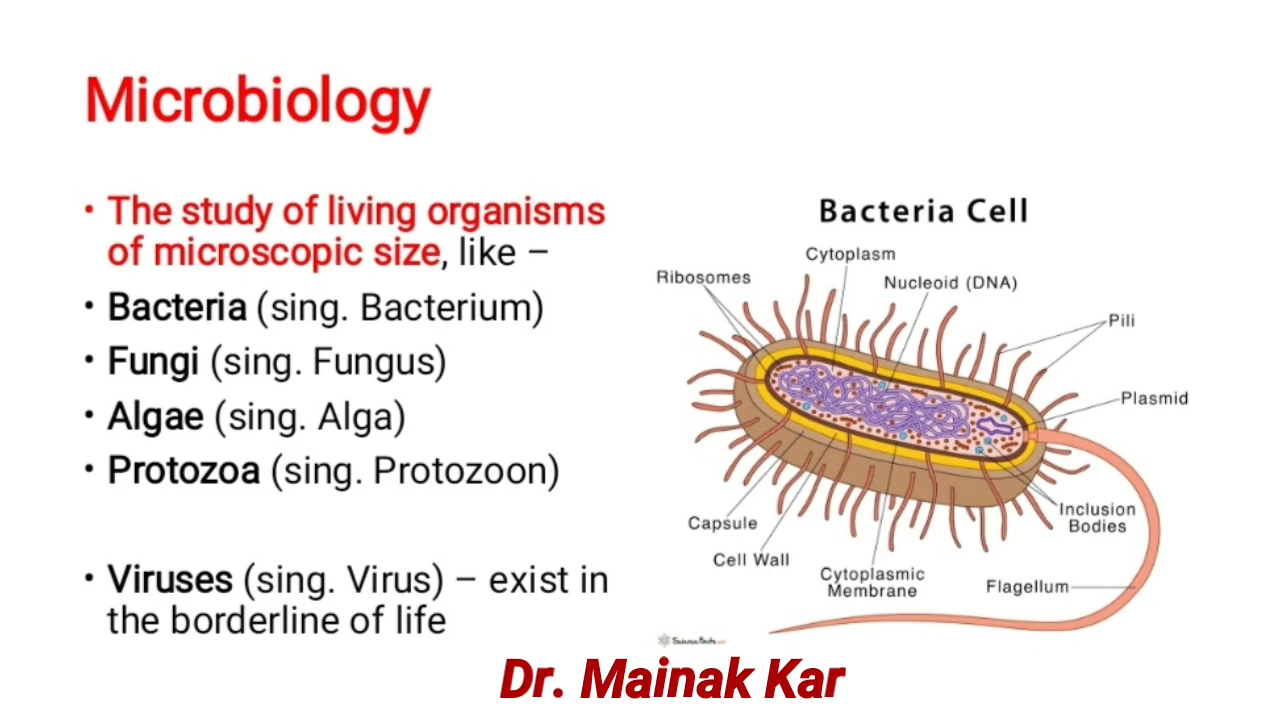 Microbiology
• The study of living organisms
of microscopic size, like –
• Bacteria (sing. Bacterium)
• Fungi (sing. Fungus)
• Algae (sing. Alga)
• Protozoa (sing. Protozoon)
• Viruses (sing. Virus) – exist in
the borderline of life
Bacteria Cell
Cytoplasm
Ribosomes
Nucleoid (DNA)
Pili
Plasmid
Capsule
Inclusion
Bodies
Cell Wall
Cytoplasmic
Membrane
Flagellum
ScienceFacts.net
Dr. Mainak Kar